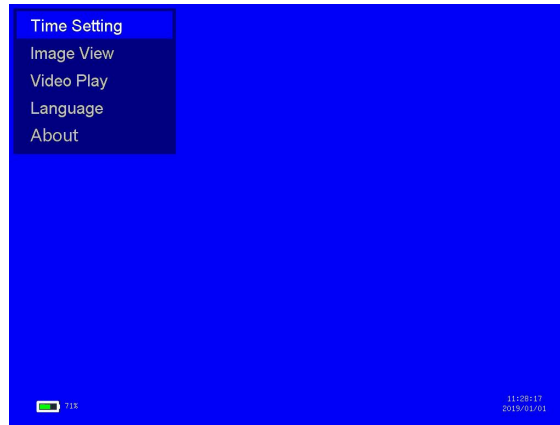 Time Setting
Image View
Video Play
Language
About
71%
11:28:17
2019/01/01